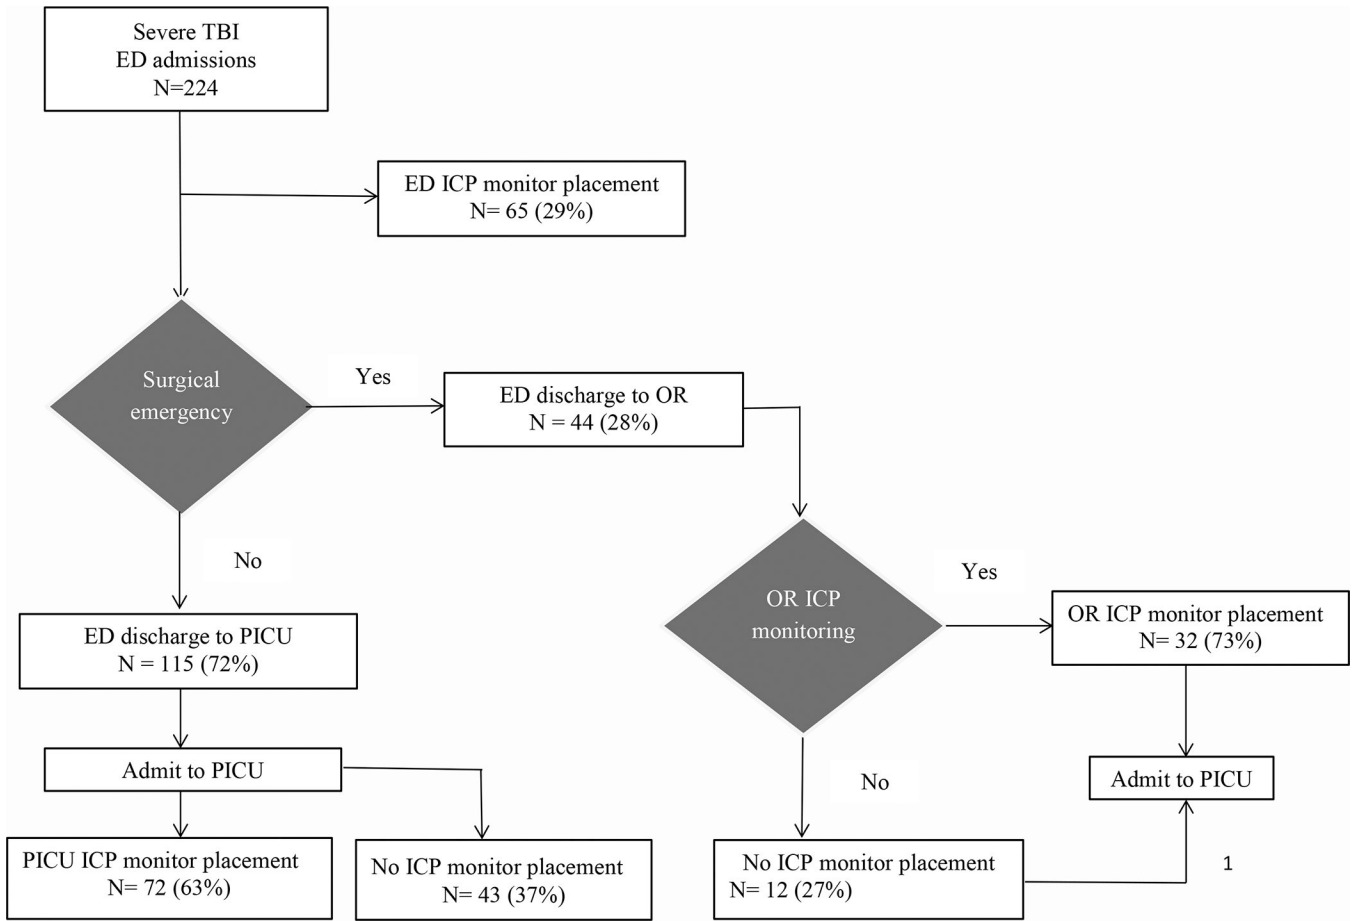 Severe TBI
ED admissions
N=224
ED ICP monitor placement
N= 65 (29%)
Surgical
emergency
Yes
ED discharge to OR
N = 44 (28%)
No
ED discharge to PICU
N = 115 (72%)
Admit to PICU
PICU ICP monitor placement
N= 72 (63%)
No ICP monitor placement
N= 43 (37%)
OR ICP
monitoring
Yes
OR ICP monitor placement
N= 32 (73%)
Admit to PICU
No
No ICP monitor placement
N= 12 (27%)
1